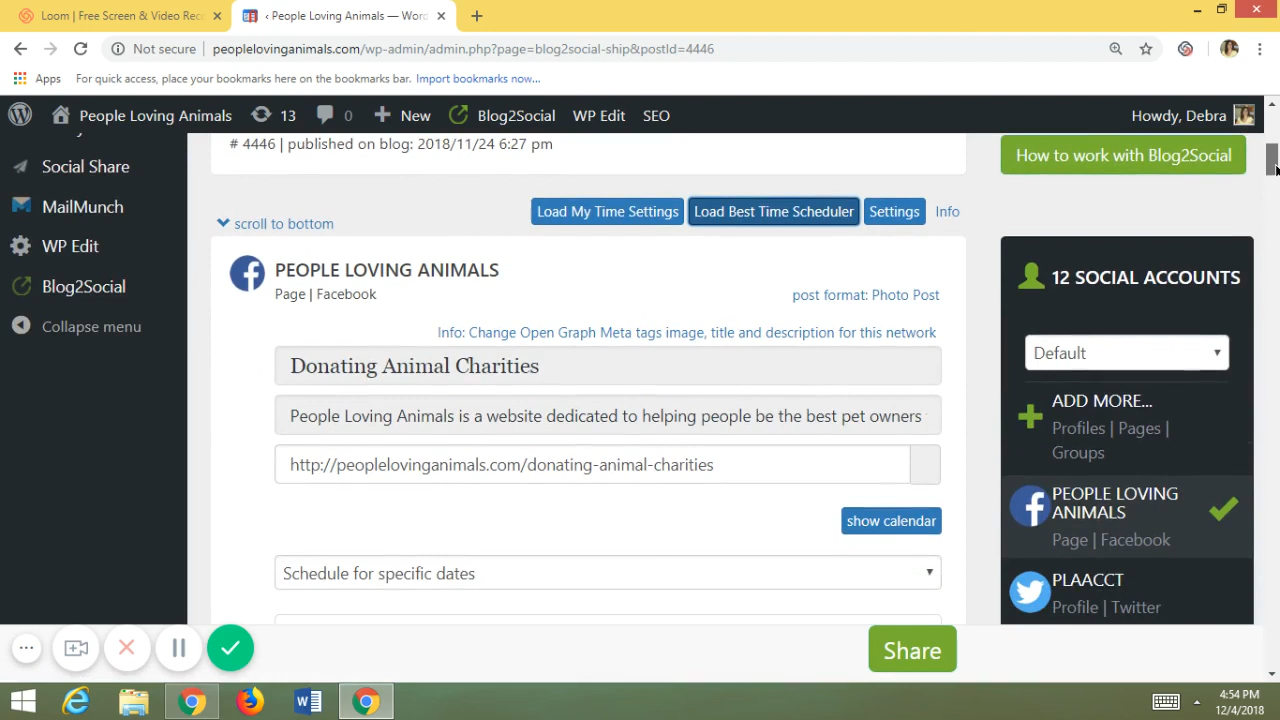 Loom | Free Screen & Video Rec
‹ People Loving Animals — Word
Not secure
peoplelovinganimals.com/wp-admin/admin.php?page=blog2social-ship&postId=4446
Apps
For quick access, place your bookmarks here on the bookmarks bar. Import bookmarks now...
People Loving Animals
13
0
New
Blog2Social
WP Edit
SEO
Howdy, Debra
Social Share
MailMunch
WP Edit
Blog2Social
Collapse menu
# 4446 | published on blog: 2018/11/24 6:27 pm
How to work with Blog2Social
scroll to bottom
Load My Time Settings
Load Best Time Scheduler
Settings
Info
PEOPLE LOVING ANIMALS
Page | Facebook
post format: Photo Post
Info: Change Open Graph Meta tags image, title and description for this network
Donating Animal Charities
People Loving Animals is a website dedicated to helping people be the best pet owners
http://peoplelovinganimals.com/donating-animal-charities
show calendar
Schedule for specific dates
12 SOCIAL ACCOUNTS
Default
ADD MORE...
Profiles | Pages |
Groups
PEOPLE LOVING
ANIMALS
Page | Facebook
PLAACCT
Profile | Twitter
Share
4:54 PM
12/4/2018